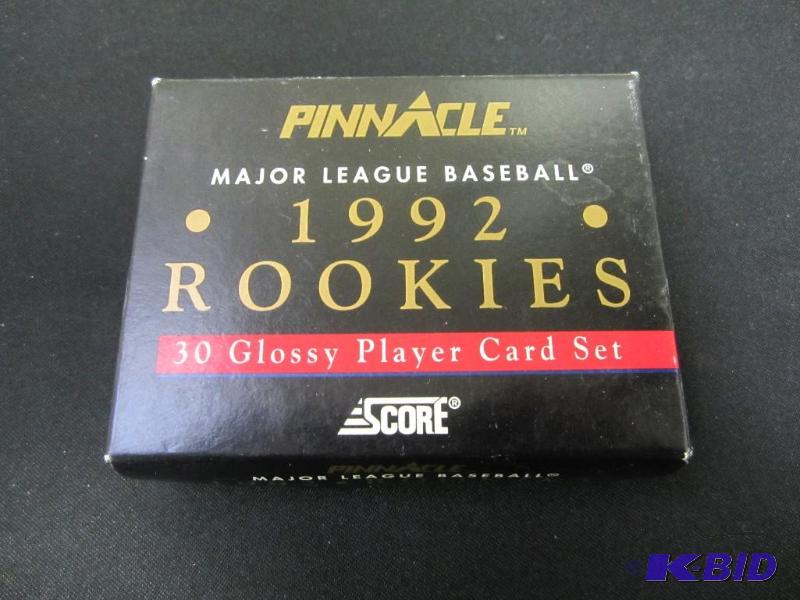 PINNACLE™
MAJOR LEAGUE BASEBALL®
• 1992 •
ROOKIES
30 Glossy Player Card Set
SCORE®
PINNACLE
MAJOR LEAGUE BASEBALL®
K-BID